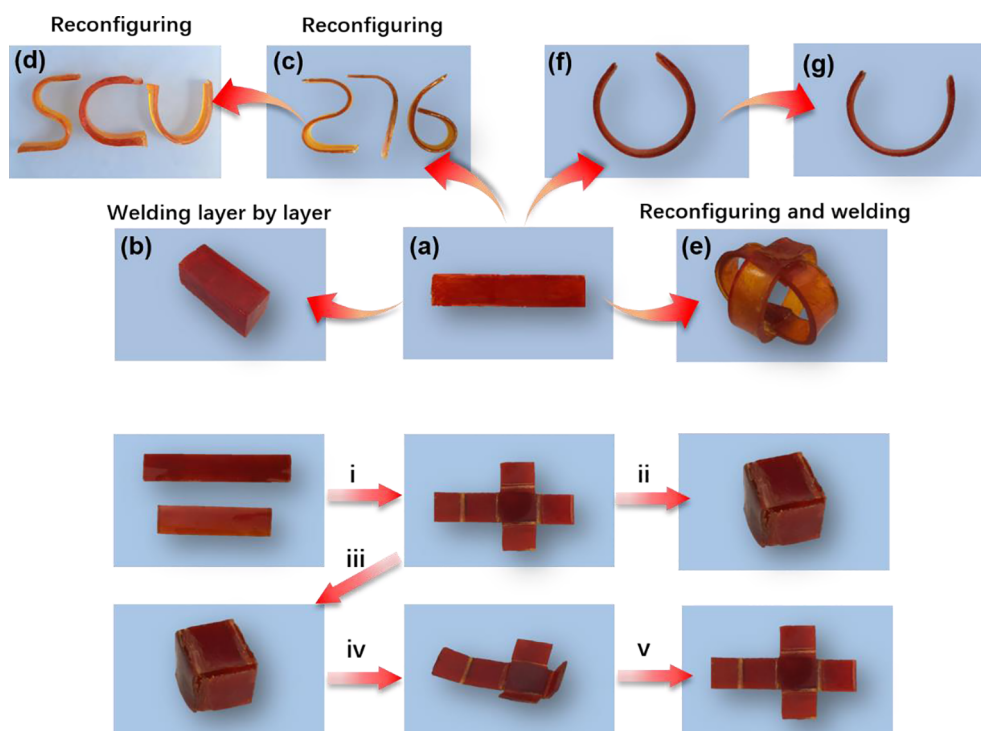 Reconfiguring
Reconfiguring
(d)
(c)
(f)
(g)
SCU
276
Welding layer by layer
Reconfiguring and welding
(b)
(a)
(e)
i
ii
iii
iv
v